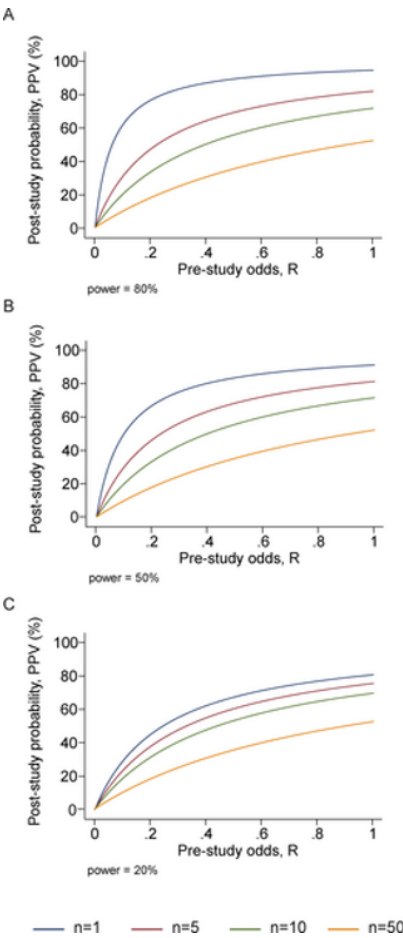 A
Post-study probability, PPV (%)
100
80
60
40
20
0
0 .2 .4 .6 .8 1
Pre-study odds, R
power = 80%
B
Post-study probability, PPV (%)
100
80
60
40
20
0
0 .2 .4 .6 .8 1
Pre-study odds, R
power = 50%
C
Post-study probability, PPV (%)
100
80
60
40
20
0
0 .2 .4 .6 .8 1
Pre-study odds, R
power = 20%
n=1 n=5 n=10 n=50